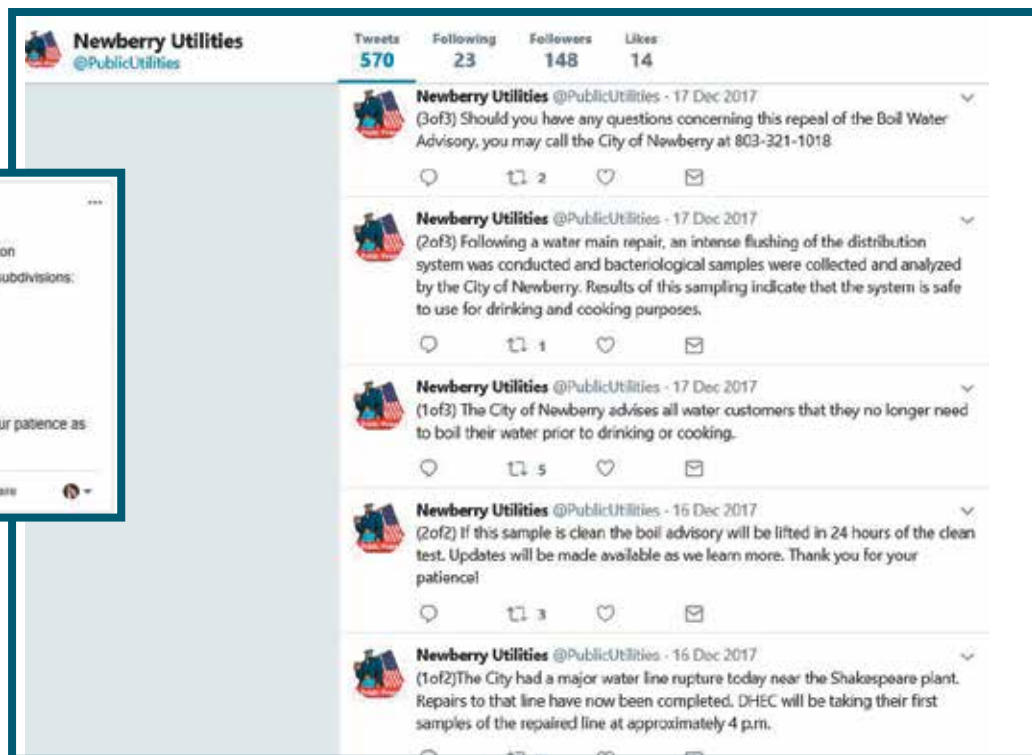 Newberry Utilities
@PublicUtilities
Tweets
570
Following
23
Followers
148
Likes
14
Newberry Utilities @PublicUtilities - 17 Dec 2017
(3of3) Should you have any questions concerning this repeal of the Boil Water
Advisory, you may call the City of Newberry at 803-321-1018
2
Newberry Utilities @PublicUtilities - 17 Dec 2017
(2of3) Following a water main repair, an intense flushing of the distribution
system was conducted and bacteriological samples were collected and analyzed
by the City of Newberry. Results of this sampling indicate that the system is safe
to use for drinking and cooking purposes.
1
Newberry Utilities @PublicUtilities - 17 Dec 2017
(1of3) The City of Newberry advises all water customers that they no longer need
to boil their water prior to drinking or cooking.
5
Newberry Utilities @PublicUtilities - 16 Dec 2017
(2of2) If this sample is clean the boil advisory will be lifted in 24 hours of the clean
test. Updates will be made available as we learn more. Thank you for your
patience!
3
Newberry Utilities @PublicUtilities - 16 Dec 2017
(1of2)The City had a major water line rupture today near the Shakespeare plant.
Repairs to that line have now been completed. DHEC will be taking their first
samples of the repaired line at approximately 4 p.m.
on
subdivisions:
ur patience as
are